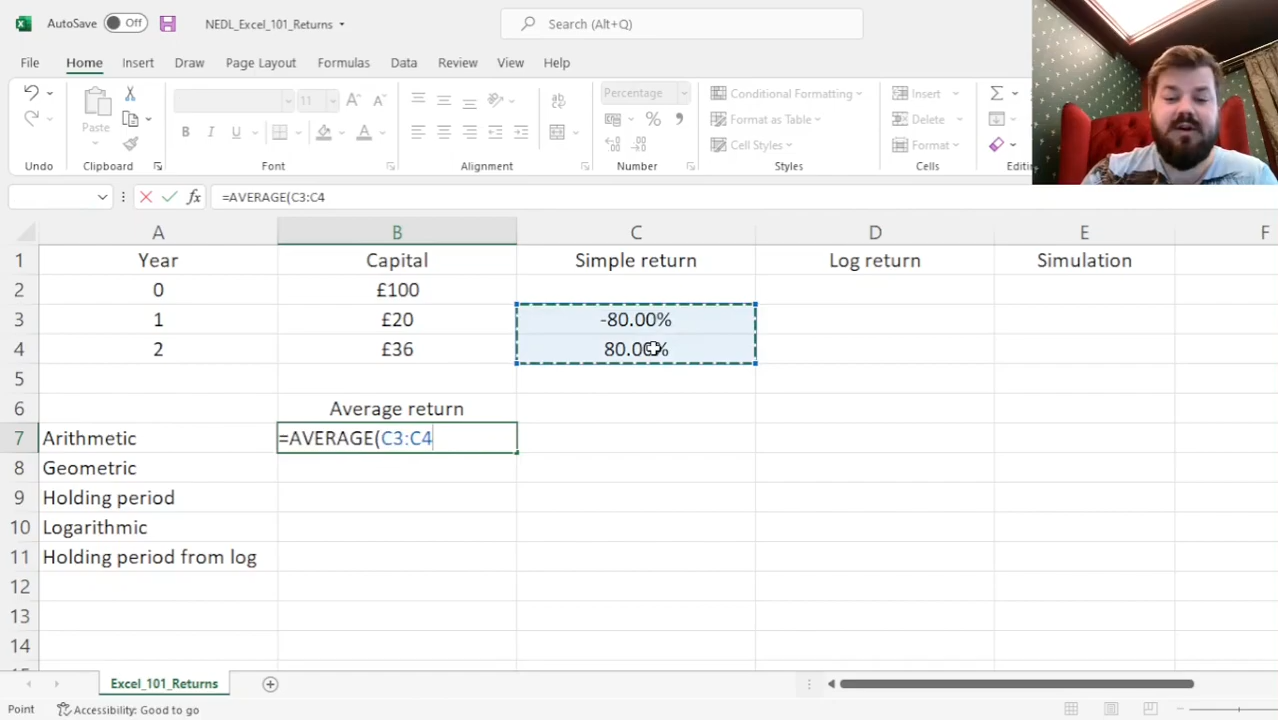 AutoSave Off NEDL_Excel_101_Returns Search (Alt+Q)
File Home Insert Draw Page Layout Formulas Data Review View Help
Paste 11 Percentage Conditional Formatting Insert
B I U Format as Table Delete
Cell Styles Format
Undo Clipboard Font Alignment Number Styles Cells Editin
fx =AVERAGE(C3:C4
A B C D E F
1 Year Capital Simple return Log return Simulation
2 0 £100
3 1 £20 -80.00%
4 2 £36 80.00%
5
6 Average return
7 Arithmetic =AVERAGE(C3:C4
8 Geometric
9 Holding period
10 Logarithmic
11 Holding period from log
12
13
14
Excel_101_Returns
Point Accessibility: Good to go